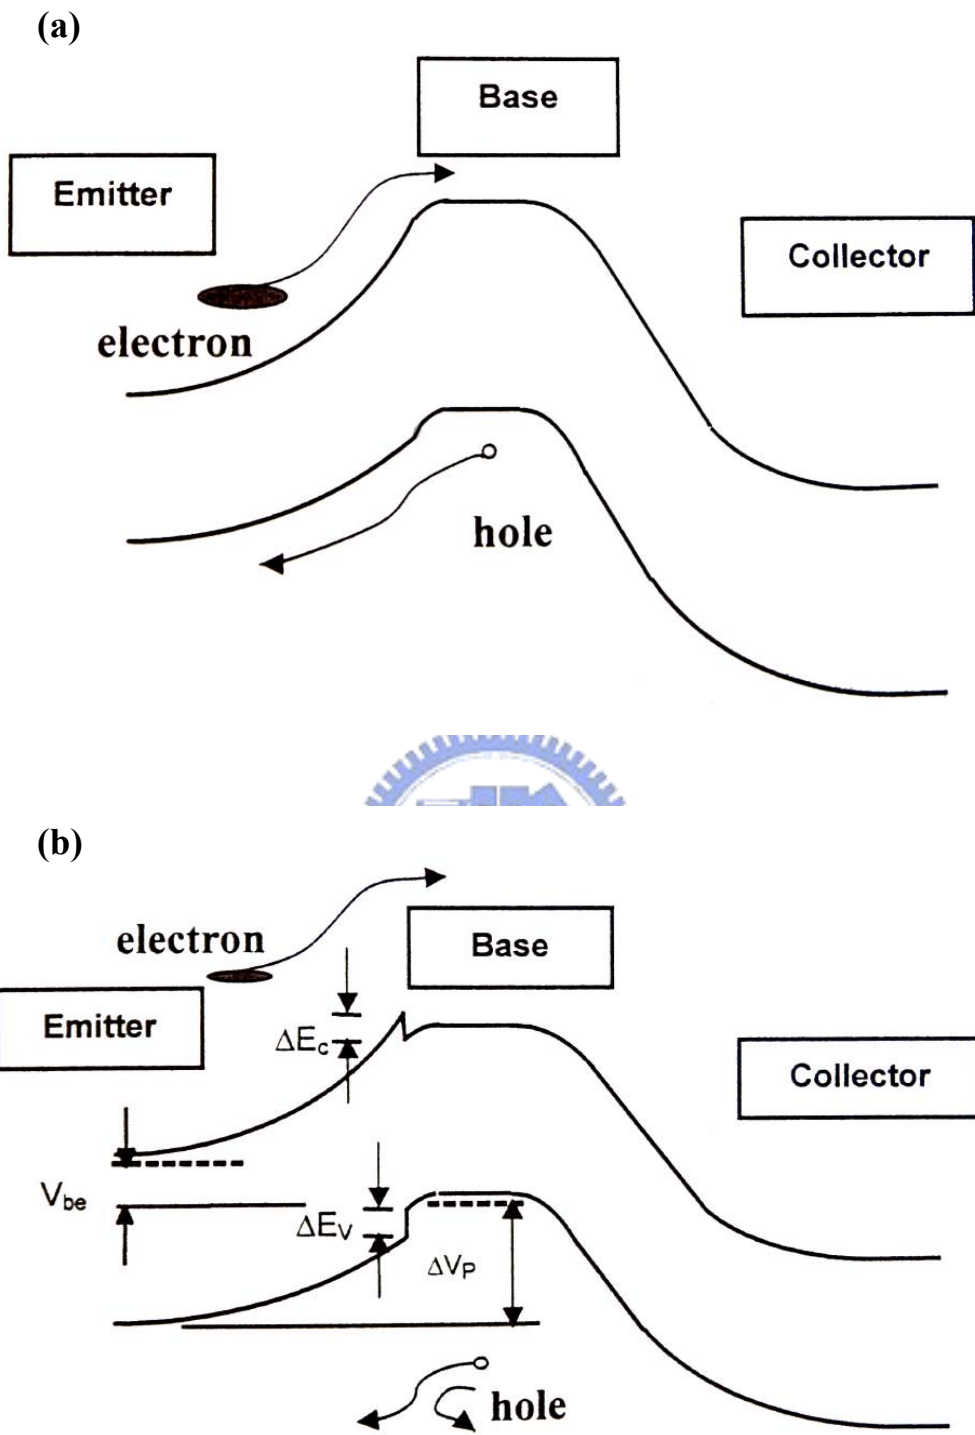 (a)
Base
Emitter
Collector
electron
hole
(b)
electron
Base
Emitter
ΔEc
Collector
Vbe
ΔEV
ΔVP
hole